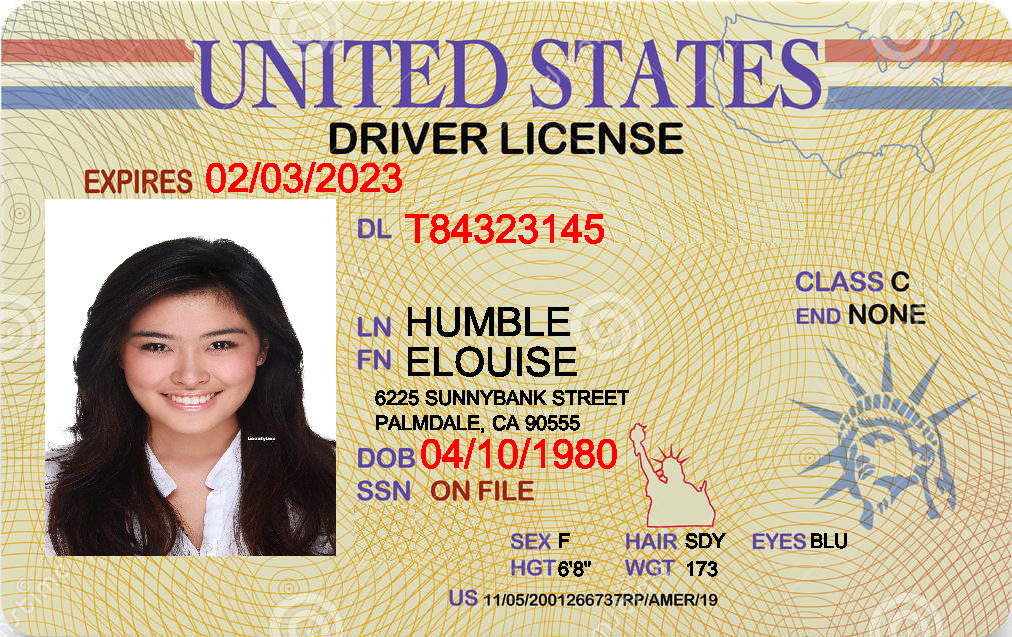 UNITED STATES
DRIVER LICENSE
EXPIRES 02/03/2023
DL T84323145
CLASS C
END NONE
LN HUMBLE
FN ELOUISE
6225 SUNNYBANK STREET
PALMDALE, CA 90555
DOB 04/10/1980
SSN ON FILE
SEX F HAIR SDY EYES BLU
HGT 6'8" WGT 173
US 11/05/2001266737RP/AMER/19